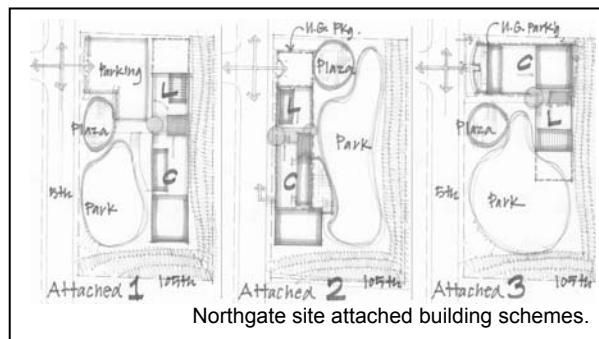 Parking
L
Plaza
C
5th
Park
105th
Attached 1
U.G. Pkg.
Plaza
L
Park
C
105th
Attached 2
U.G. Park'g
C
L
Plaza
5th
Park
105th
Attached 3
Northgate site attached building schemes.